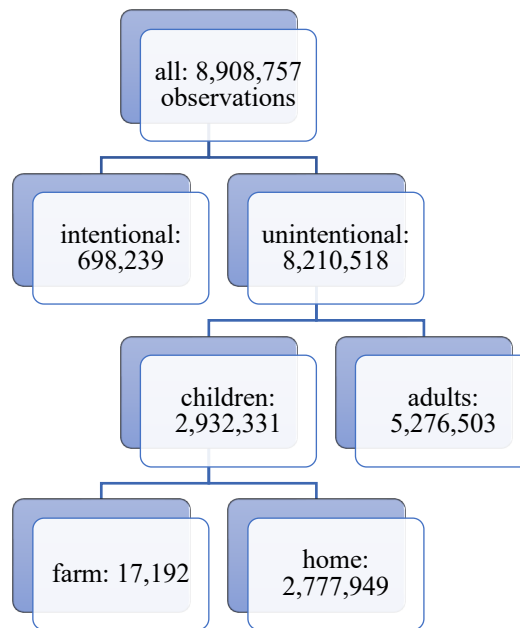 all: 8,908,757
observations
intentional:
698,239
unintentional:
8,210,518
children:
2,932,331
adults:
5,276,503
farm: 17,192
home:
2,777,949